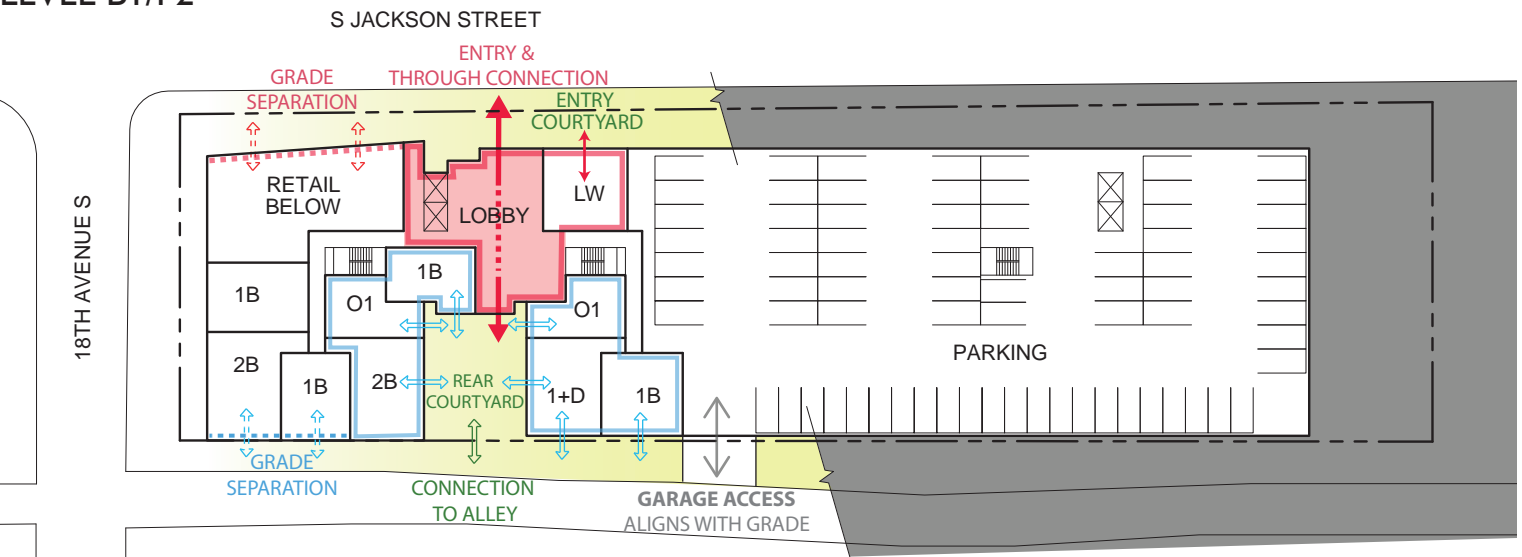 S JACKSON STREET
ENTRY &
THROUGH CONNECTION
GRADE
SEPARATION
ENTRY
COURTYARD
RETAIL
BELOW
LOBBY
LW
18TH AVENUE S
1B
1B
O1
O1
2B
1B
2B
REAR
COURTYARD
1+D
1B
PARKING
GRADE
SEPARATION
CONNECTION
TO ALLEY
GARAGE ACCESS
ALIGNS WITH GRADE